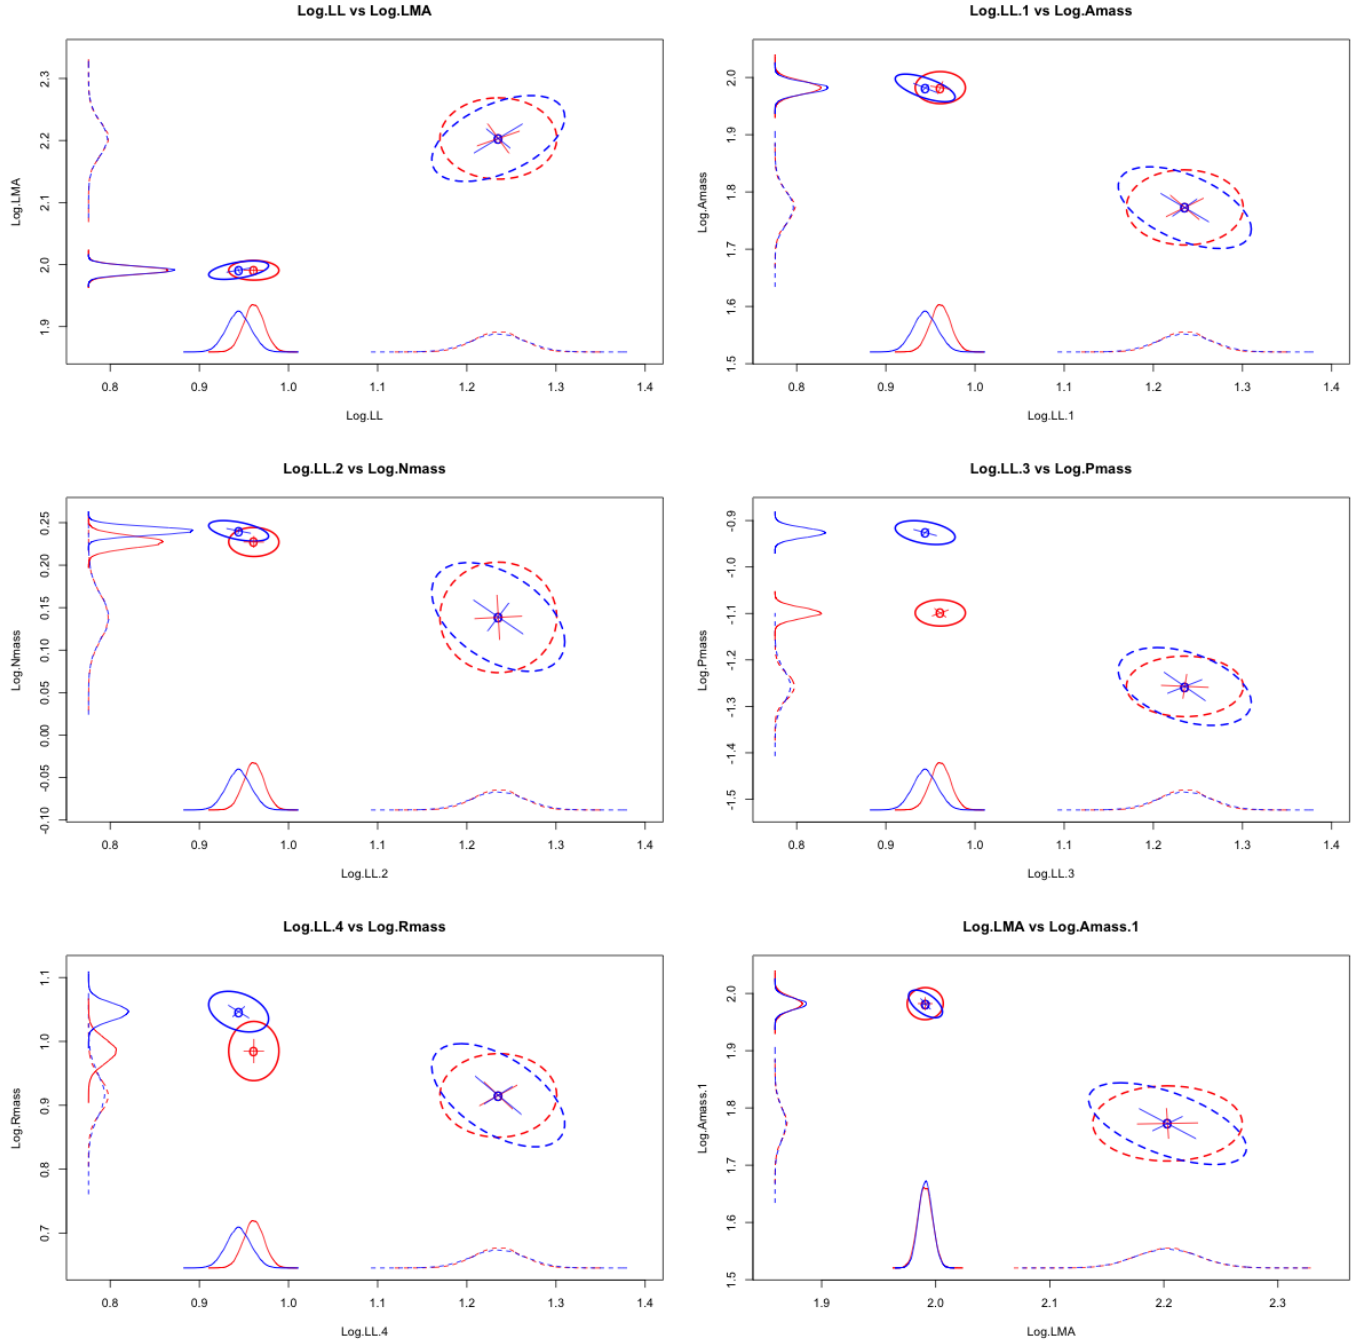 Log.LL vs Log.LMA
Log.LMA
2.3
2.2
2.1
2.0
1.9
0.8 0.9 1.0 1.1 1.2 1.3 1.4
Log.LL
Log.LL.1 vs Log.Amass
Log.Amass
2.0
1.9
1.8
1.7
1.6
1.5
0.8 0.9 1.0 1.1 1.2 1.3 1.4
Log.LL.1
Log.LL.2 vs Log.Nmass
Log.Nmass
0.25
0.20
0.15
0.10
0.05
0.00
-0.05
-0.10
0.8 0.9 1.0 1.1 1.2 1.3 1.4
Log.LL.2
Log.LL.3 vs Log.Pmass
Log.Pmass
-0.9
-1.0
-1.1
-1.2
-1.3
-1.4
-1.5
0.8 0.9 1.0 1.1 1.2 1.3 1.4
Log.LL.3
Log.LL.4 vs Log.Rmass
Log.Rmass
1.1
1.0
0.9
0.8
0.7
0.8 0.9 1.0 1.1 1.2 1.3 1.4
Log.LL.4
Log.LMA vs Log.Amass.1
Log.Amass.1
2.0
1.9
1.8
1.7
1.6
1.5
1.9 2.0 2.1 2.2 2.3
Log.LMA